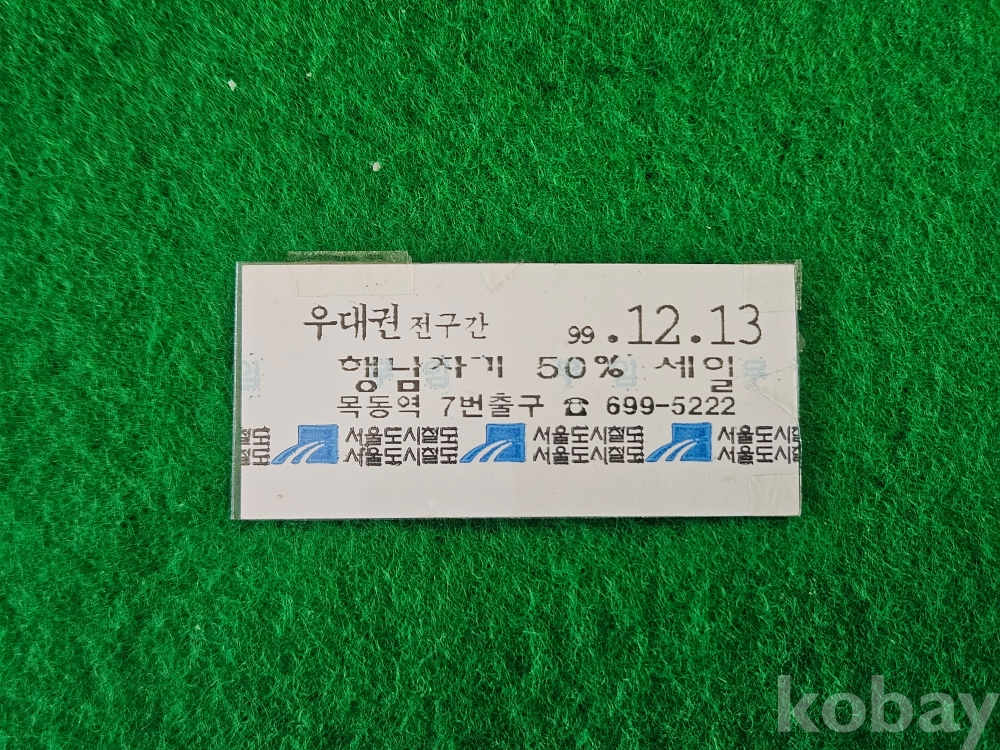 우대권 전구간 99.12.13
행남자기 50% 세일
목동역 7번출구 ☎ 699-5222
철도 서울도시철도 서울도시철도 서울
철도 서울도시철도 서울도시철도 서울도시철도
kobay